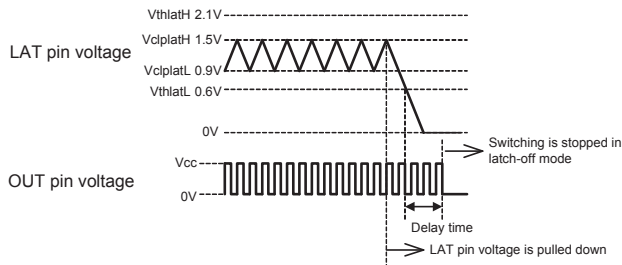 VthlatH 2.1V
LAT pin voltage
VclplatH 1.5V
VclplatL 0.9V
VthlatL 0.6V
0V
Switching is stopped in
latch-off mode
Vcc
OUT pin voltage
0V
Delay time
LAT pin voltage is pulled down